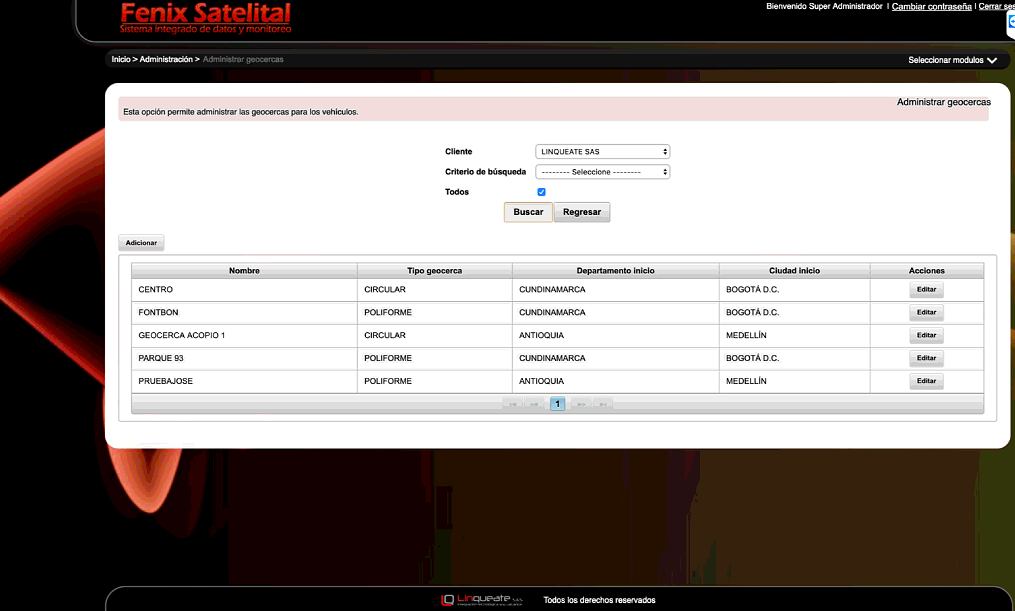 Fenix Satelital
Sistema integrado de datos y monitoreo
Bienvenido Super Administrador | Cambiar contraseña | Cerrar ses
Inicio > Administración > Administrar geocercas
Seleccionar modulos
Administrar geocercas
Esta opción permite administrar las geocercas para los vehículos.
Cliente LINQUEATE SAS
Criterio de búsqueda -------- Seleccione --------
Todos
Buscar Regresar
Adicionar
Nombre Tipo geocerca Departamento inicio Ciudad inicio Acciones
CENTRO CIRCULAR CUNDINAMARCA BOGOTÁ D.C. Editar
FONTBON POLIFORME CUNDINAMARCA BOGOTÁ D.C. Editar
GEOCERCA ACOPIO 1 CIRCULAR ANTIOQUIA MEDELLÍN Editar
PARQUE 93 POLIFORME CUNDINAMARCA BOGOTÁ D.C. Editar
PRUEBAJOSE POLIFORME ANTIOQUIA MEDELLÍN Editar
1
Linqueate S.A.S. Todos los derechos reservados